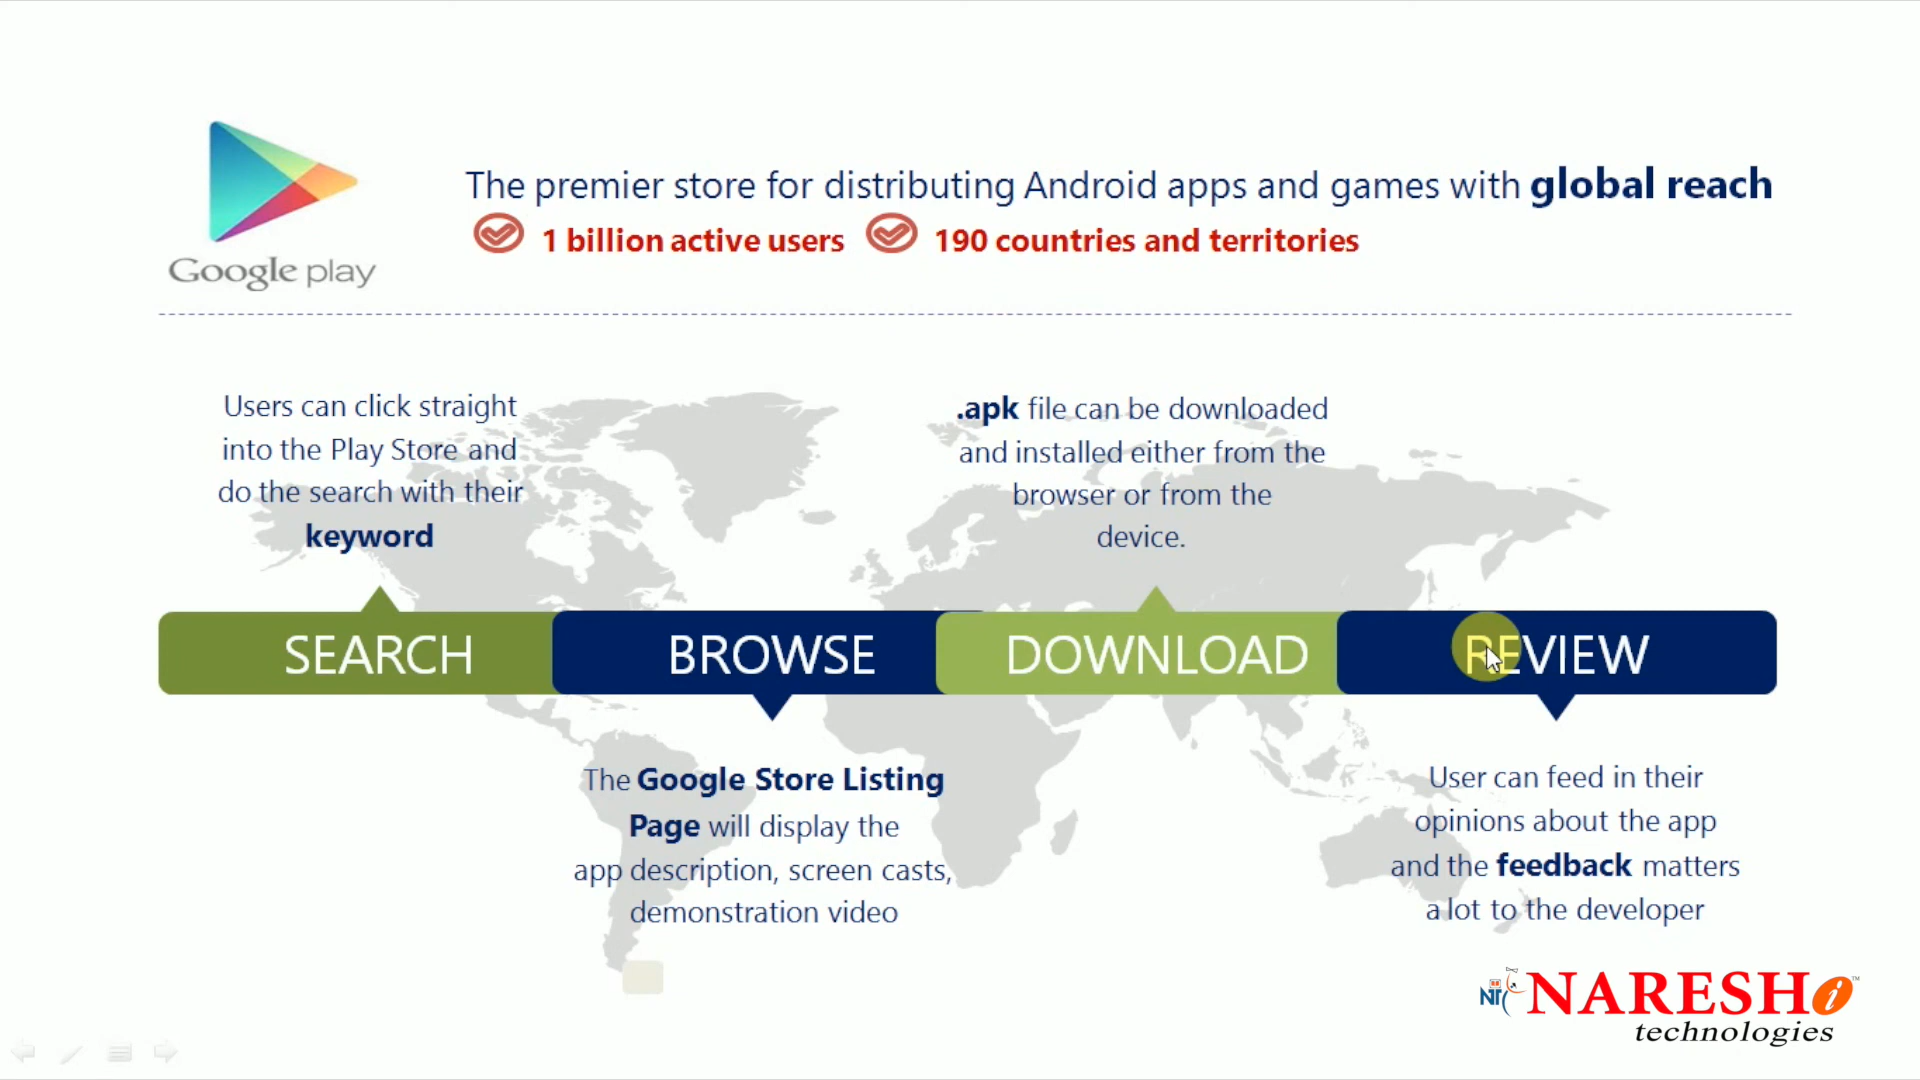 The premier store for distributing Android apps and games with global reach
1 billion active users 190 countries and territories
Google play
Users can click straight
into the Play Store and
do the search with their
keyword
.apk file can be downloaded
and installed either from the
browser or from the
device.
SEARCH
BROWSE
DOWNLOAD
REVIEW
The Google Store Listing
Page will display the
app description, screen casts,
demonstration video
User can feed in their
opinions about the app
and the feedback matters
a lot to the developer
NT NARESH i ™
technologies